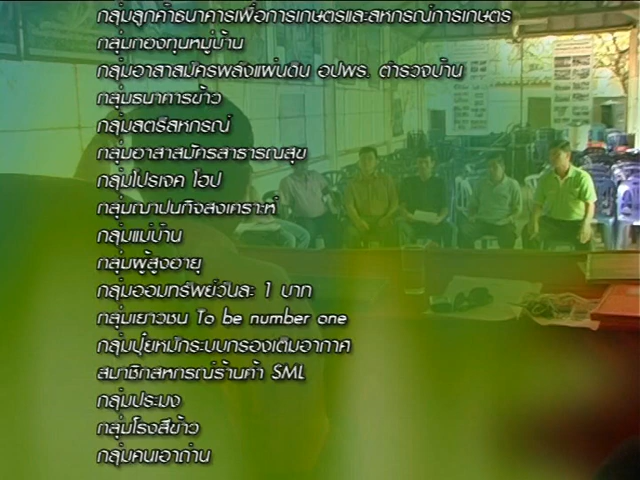 กลุ่มลูกค้าธนาคารเพื่อการเกษตรและสหกรณ์การเกษตร
กลุ่มกองทุนหมู่บ้าน
กลุ่มอาสาสมัครพลังแผ่นดิน อปพร. ตำรวจบ้าน
กลุ่มธนาคารข้าว
กลุ่มสตรีสหกรณ์
กลุ่มอาสาสมัครสาธารณสุข
กลุ่มโปรเจค โฮป
กลุ่มฌาปนกิจสงเคราะห์
กลุ่มแม่บ้าน
กลุ่มผู้สูงอายุ
กลุ่มออมทรัพย์วันละ 1 บาท
กลุ่มเยาวชน To be number one
กลุ่มปุ๋ยหมักระบบกรองเติมอากาศ
สมาชิกสหกรณ์ร้านค้า SML
กลุ่มประมง
กลุ่มโรงสีข้าว
กลุ่มคนเอาถ่าน